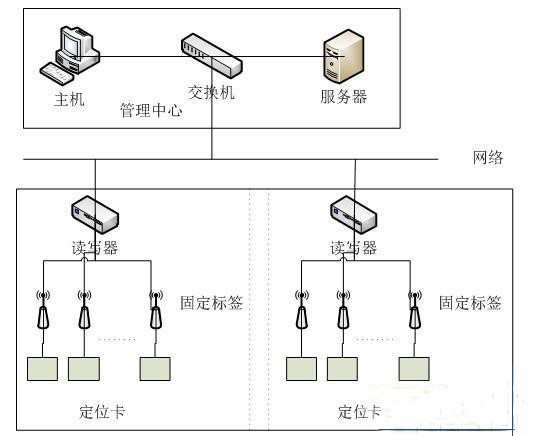 主机
交换机
服务器
管理中心
网络
读写器
读写器
固定标签
固定标签
定位卡
定位卡